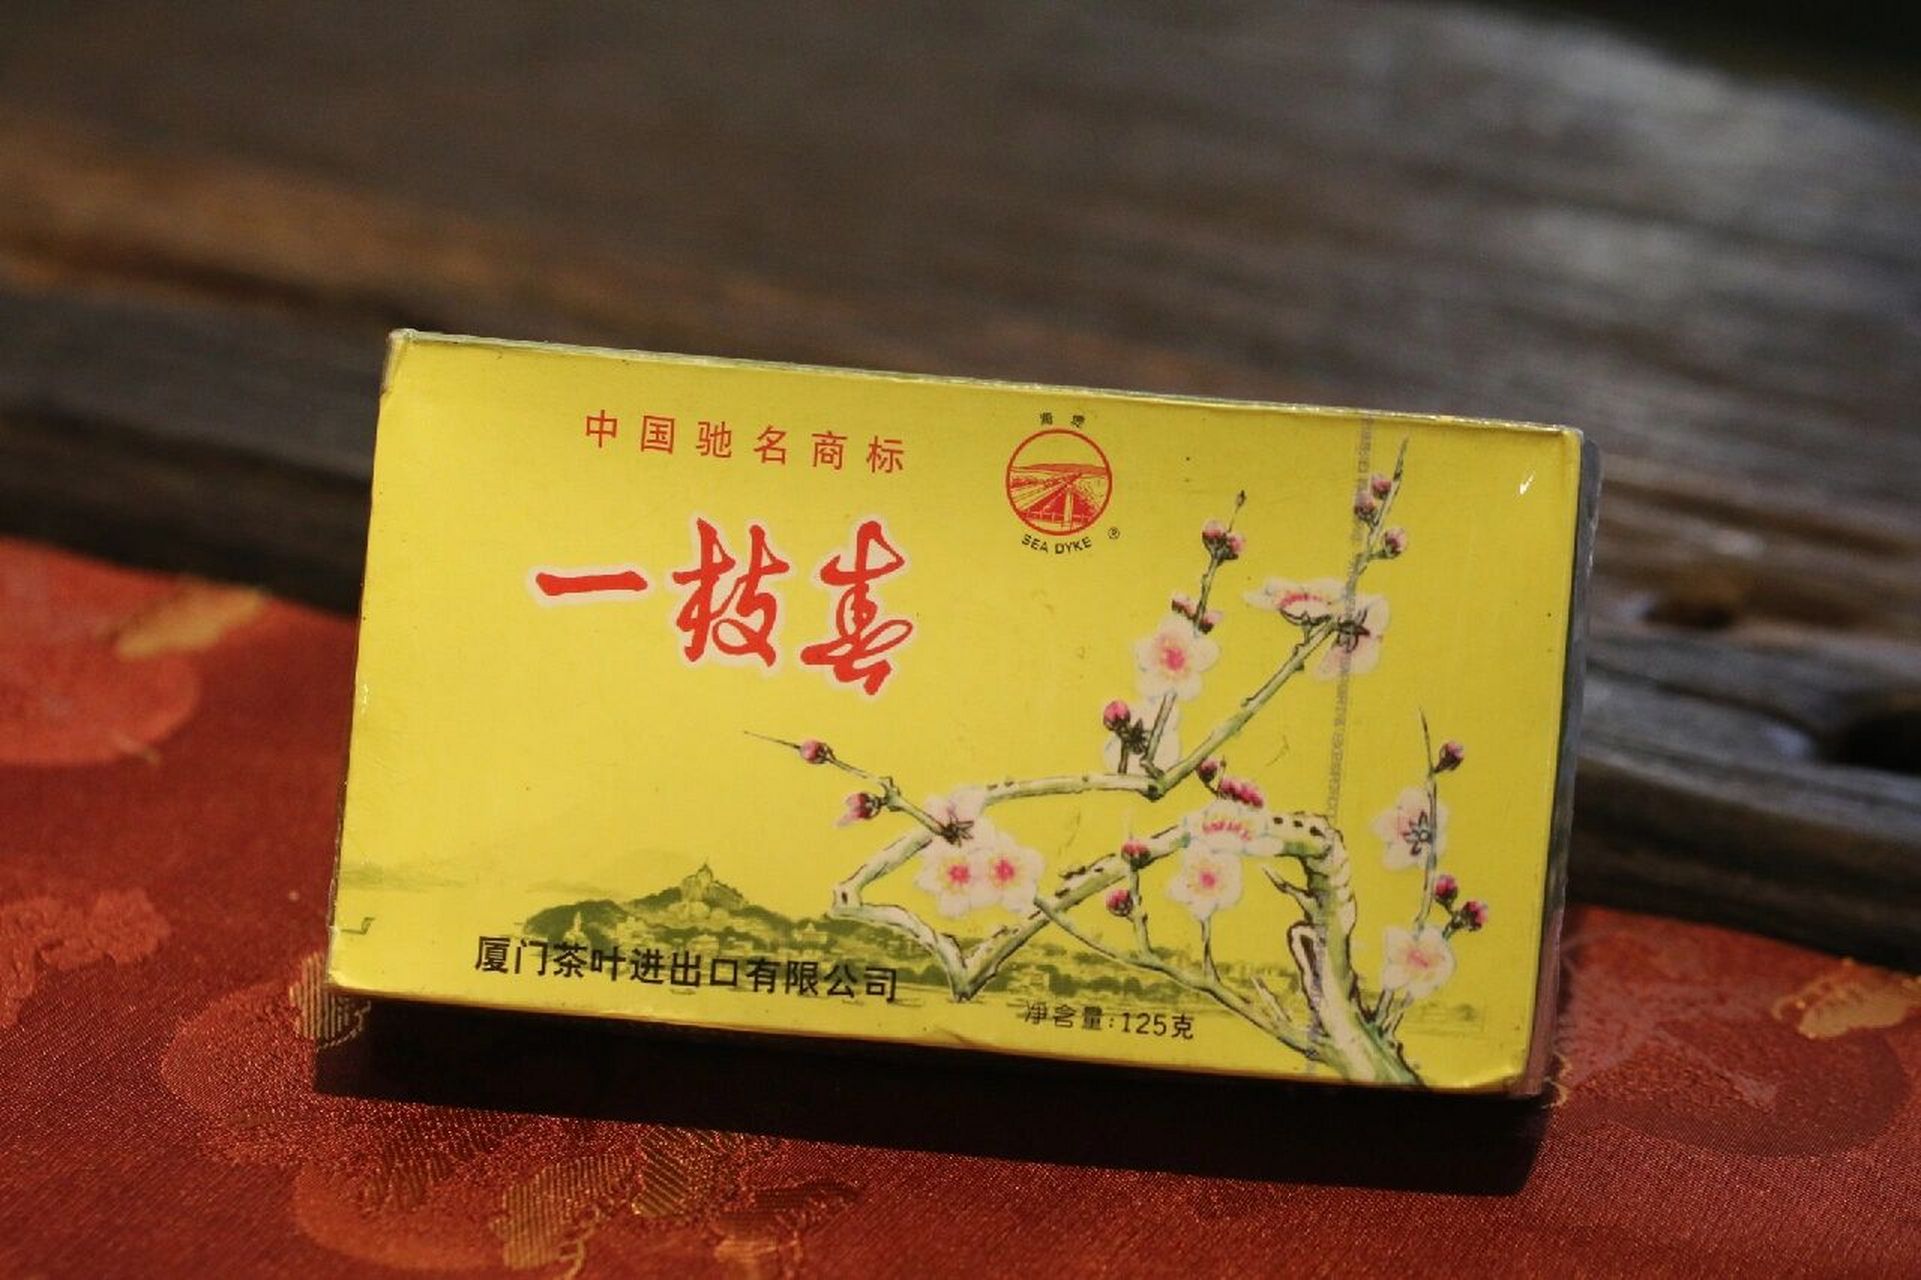 中国驰名商标
海堤
SEA DYKE ®
一枝春
厦门茶叶进出口有限公司
净含量:125克